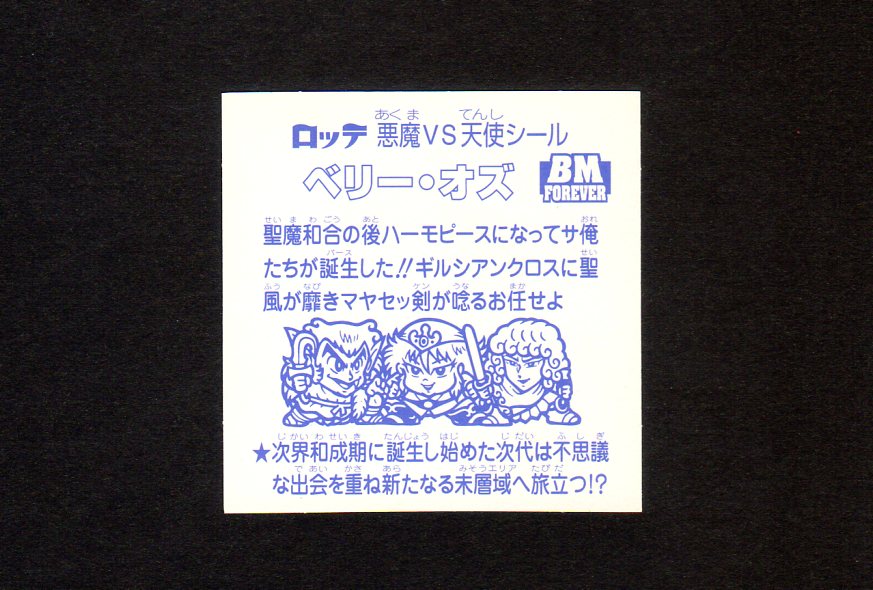 ロッテ 悪魔VS天使シール
あくま てんし
ベリー・オズ
BM
FOREVER
せい ま わ ごう あと おれ
聖魔和合の後ハーモピースになってサ俺
バース せい
たちが誕生した!!ギルシアンクロスに聖
ふう なび ケン うな まか
風が靡きマヤセッ剣が唸るお任せよ
じかい わ せい き たんじょう はじ じ だい ふ し ぎ
★次界和成期に誕生し始めた次代は不思議
で あい かさ あら みそうエリア たびだ
な出会を重ね新たなる未層域へ旅立つ!?